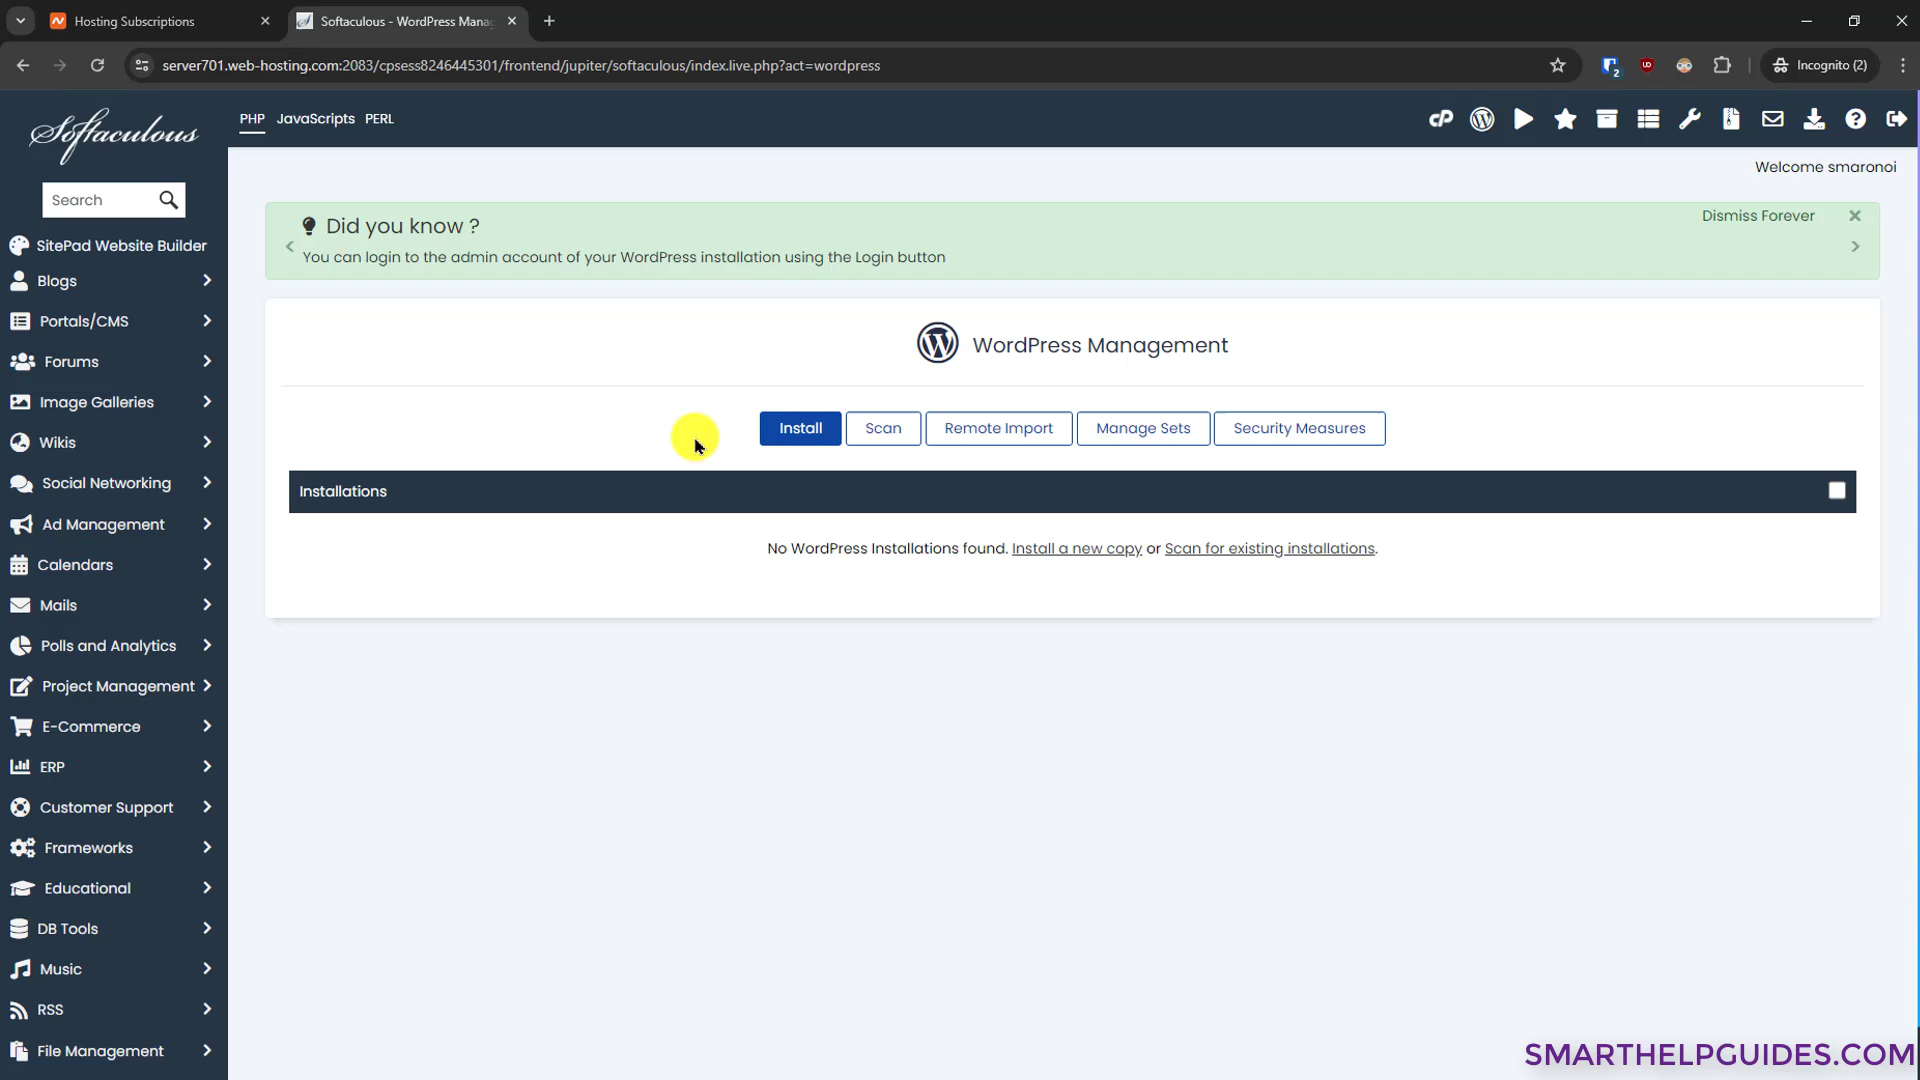 Hosting Subscriptions
Softaculous - WordPress Mana
server701.web-hosting.com:2083/cpsess8246445301/frontend/jupiter/softaculous/index.live.php?act=wordpress
2
UD
Incognito (2)
Softaculous
PHP JavaScripts PERL
cP
Welcome smaronoi
Search
Did you know ?
Dismiss Forever
You can login to the admin account of your WordPress installation using the Login button
SitePad Website Builder
Blogs
Portals/CMS
Forums
Image Galleries
Wikis
Social Networking
Ad Management
Calendars
Mails
Polls and Analytics
Project Management
E-Commerce
ERP
Customer Support
Frameworks
Educational
DB Tools
Music
RSS
File Management
WordPress Management
Install Scan Remote Import Manage Sets Security Measures
Installations
No WordPress Installations found. Install a new copy or Scan for existing installations.
SMARTHELPGUIDES.COM